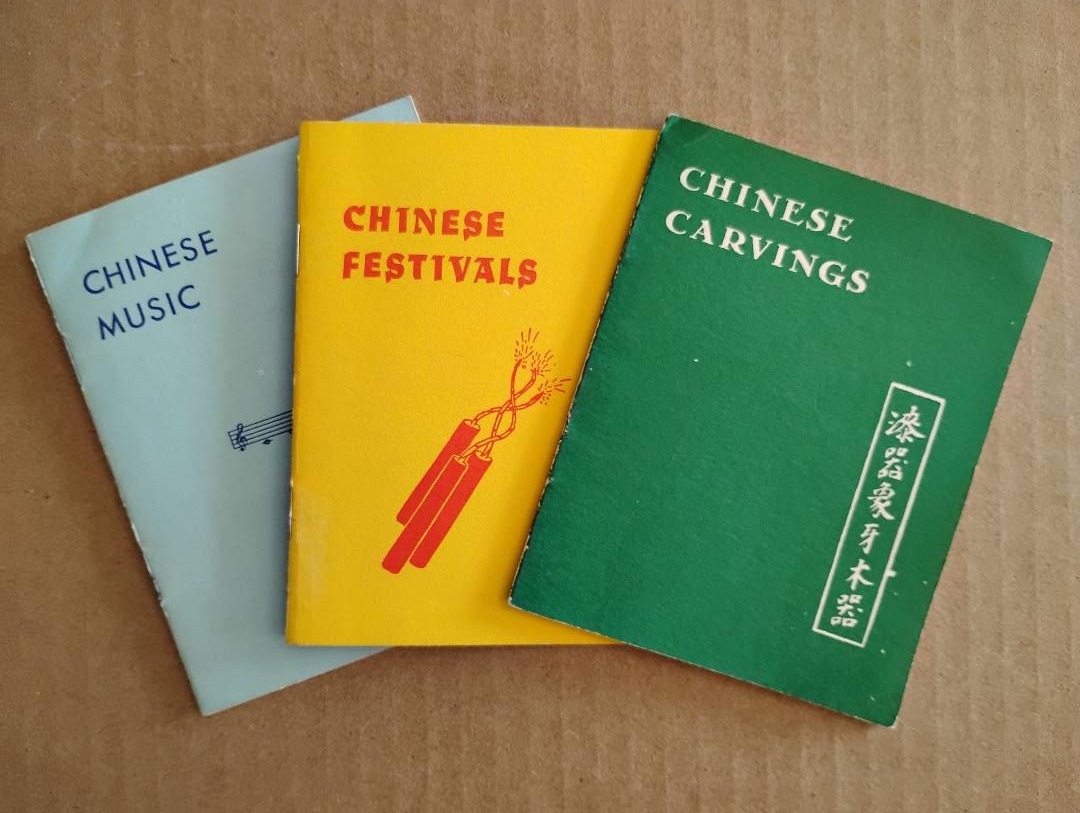 CHINESE
MUSIC
CHINESE
FESTIVALS
CHINESE
CARVINGS
漆器象牙木器